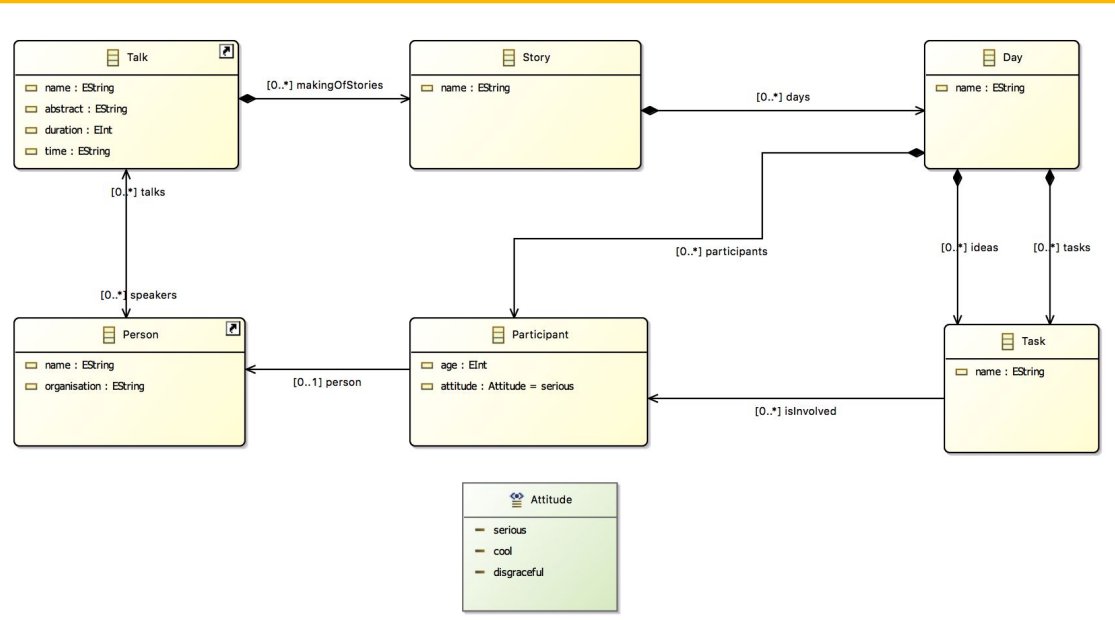 Talk
name : EString
abstract : EString
duration : EInt
time : EString
[0..*] makingOfStories
Story
name : EString
[0..*] days
Day
name : EString
[0..*] talks
[0..*] speakers
[0..*] participants
[0..*] ideas
[0..*] tasks
Person
name : EString
organisation : EString
[0..1] person
Participant
age : EInt
attitude : Attitude = serious
[0..*] isInvolved
Task
name : EString
Attitude
serious
cool
disgraceful